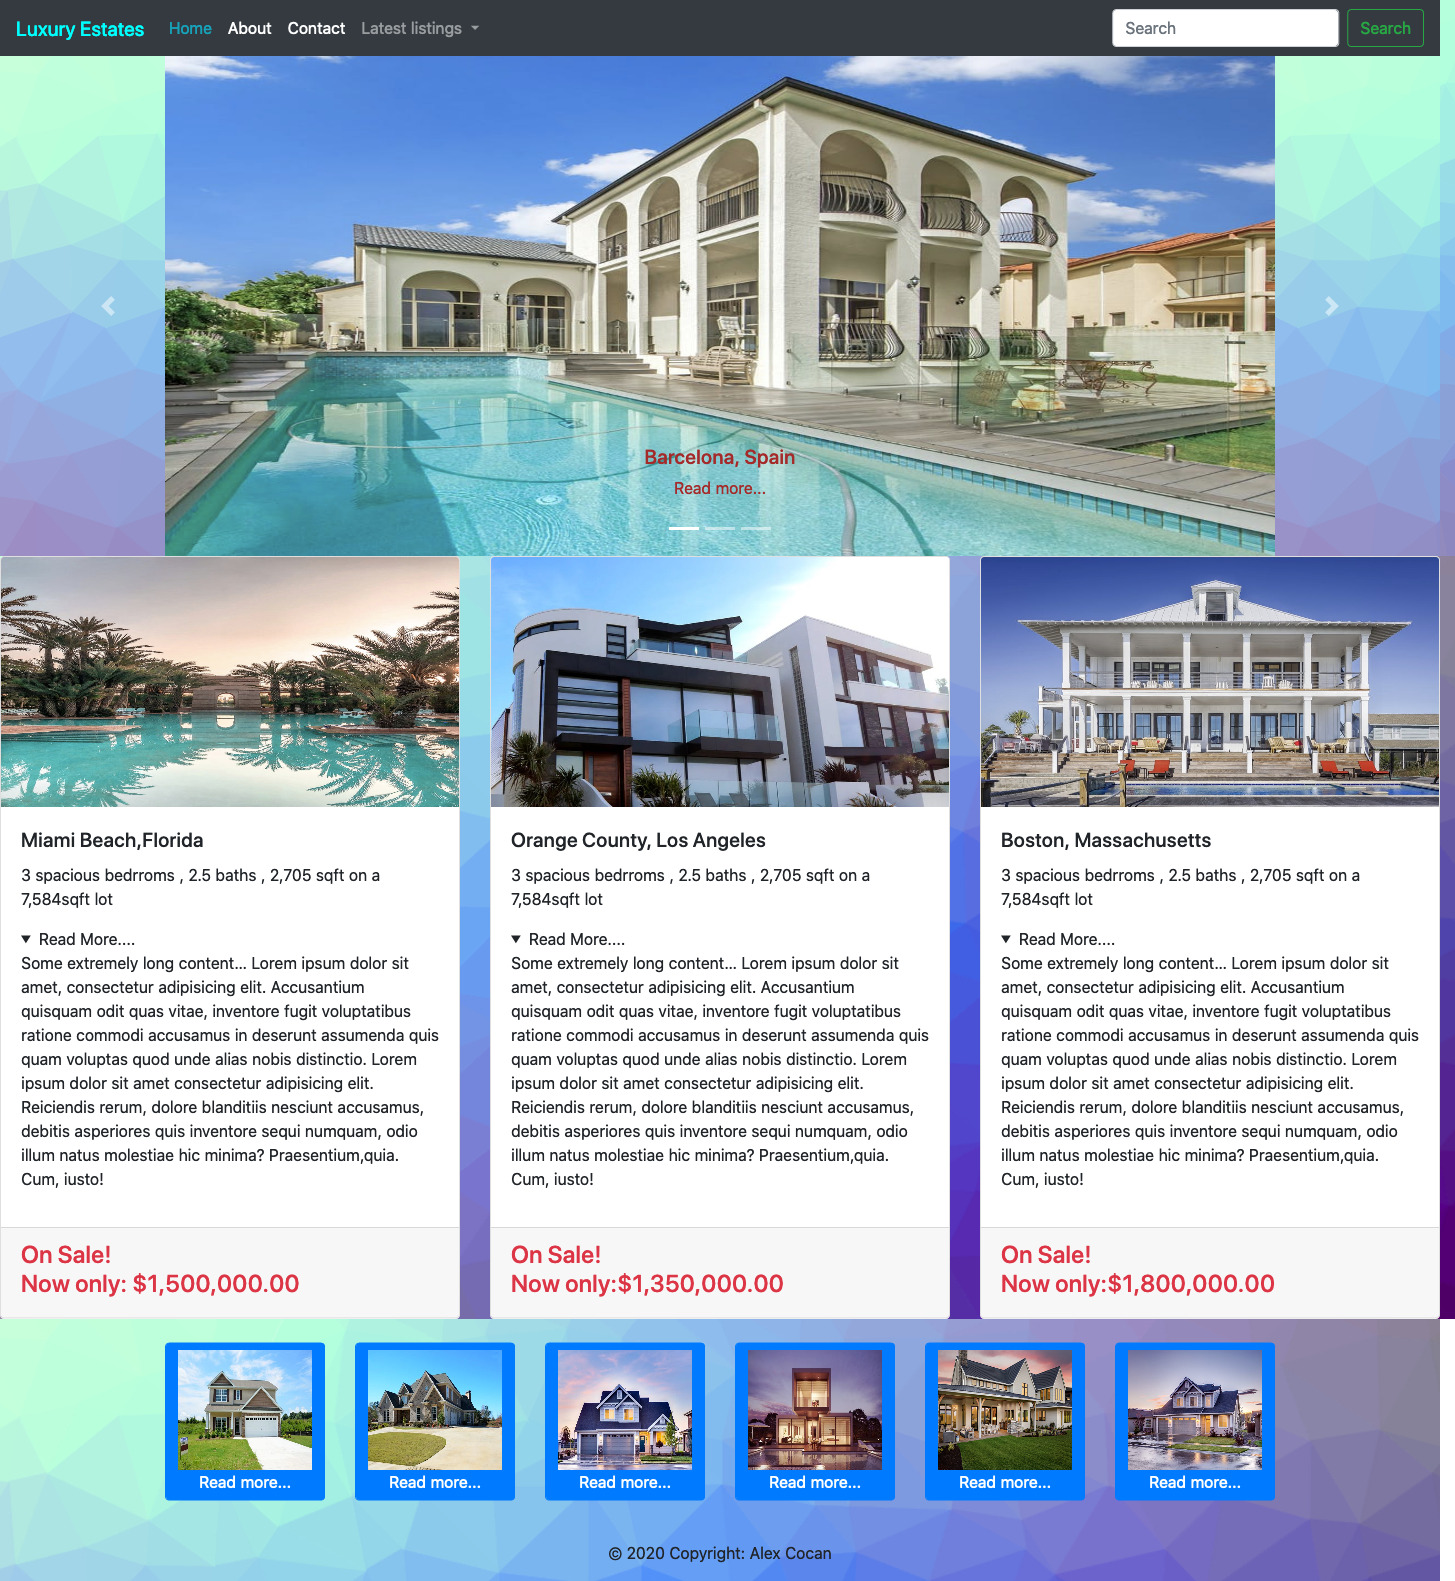 Luxury Estates Home About Contact Latest listings Search Search
Barcelona, Spain
Read more...
Miami Beach,Florida
3 spacious bedrroms , 2.5 baths , 2,705 sqft on a
7,584sqft lot
Read More....
Some extremely long content... Lorem ipsum dolor sit
amet, consectetur adipisicing elit. Accusantium
quisquam odit quas vitae, inventore fugit voluptatibus
ratione commodi accusamus in deserunt assumenda quis
quam voluptas quod unde alias nobis distinctio. Lorem
ipsum dolor sit amet consectetur adipisicing elit.
Reiciendis rerum, dolore blanditiis nesciunt accusamus,
debitis asperiores quis inventore sequi numquam, odio
illum natus molestiae hic minima? Praesentium,quia.
Cum, iusto!
On Sale!
Now only: $1,500,000.00
Orange County, Los Angeles
3 spacious bedrroms , 2.5 baths , 2,705 sqft on a
7,584sqft lot
Read More....
Some extremely long content... Lorem ipsum dolor sit
amet, consectetur adipisicing elit. Accusantium
quisquam odit quas vitae, inventore fugit voluptatibus
ratione commodi accusamus in deserunt assumenda quis
quam voluptas quod unde alias nobis distinctio. Lorem
ipsum dolor sit amet consectetur adipisicing elit.
Reiciendis rerum, dolore blanditiis nesciunt accusamus,
debitis asperiores quis inventore sequi numquam, odio
illum natus molestiae hic minima? Praesentium,quia.
Cum, iusto!
On Sale!
Now only:$1,350,000.00
Boston, Massachusetts
3 spacious bedrroms , 2.5 baths , 2,705 sqft on a
7,584sqft lot
Read More....
Some extremely long content... Lorem ipsum dolor sit
amet, consectetur adipisicing elit. Accusantium
quisquam odit quas vitae, inventore fugit voluptatibus
ratione commodi accusamus in deserunt assumenda quis
quam voluptas quod unde alias nobis distinctio. Lorem
ipsum dolor sit amet consectetur adipisicing elit.
Reiciendis rerum, dolore blanditiis nesciunt accusamus,
debitis asperiores quis inventore sequi numquam, odio
illum natus molestiae hic minima? Praesentium,quia.
Cum, iusto!
On Sale!
Now only:$1,800,000.00
Read more... Read more... Read more... Read more... Read more... Read more...
© 2020 Copyright: Alex Cocan